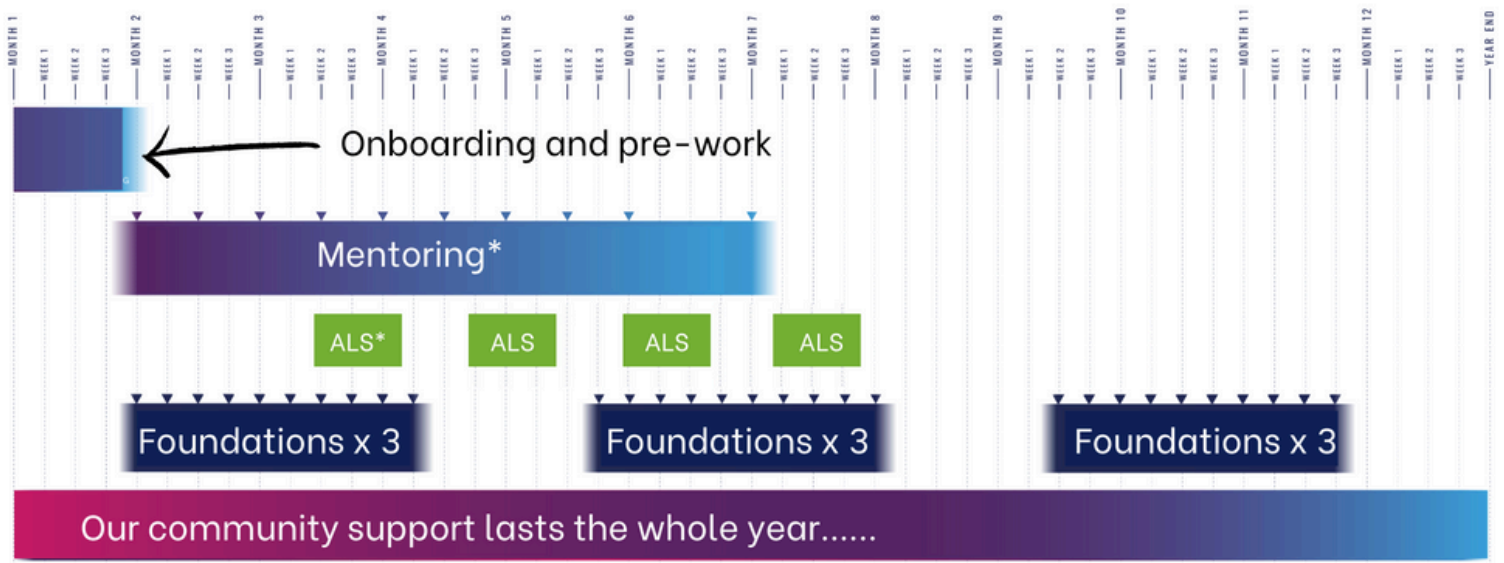 MONTH 1
WEEK 1
WEEK 2
WEEK 3
MONTH 2
WEEK 1
WEEK 2
WEEK 3
MONTH 3
WEEK 1
WEEK 2
WEEK 3
MONTH 4
WEEK 1
WEEK 2
WEEK 3
MONTH 5
WEEK 1
WEEK 2
WEEK 3
MONTH 6
WEEK 1
WEEK 2
WEEK 3
MONTH 7
WEEK 1
WEEK 2
WEEK 3
MONTH 8
WEEK 1
WEEK 2
WEEK 3
MONTH 9
WEEK 1
WEEK 2
WEEK 3
MONTH 10
WEEK 1
WEEK 2
WEEK 3
MONTH 11
WEEK 1
WEEK 2
WEEK 3
MONTH 12
WEEK 1
WEEK 2
WEEK 3
YEAR END
Onboarding and pre-work
Mentoring*
ALS*
ALS
ALS
ALS
Foundations x 3
Foundations x 3
Foundations x 3
Our community support lasts the whole year......